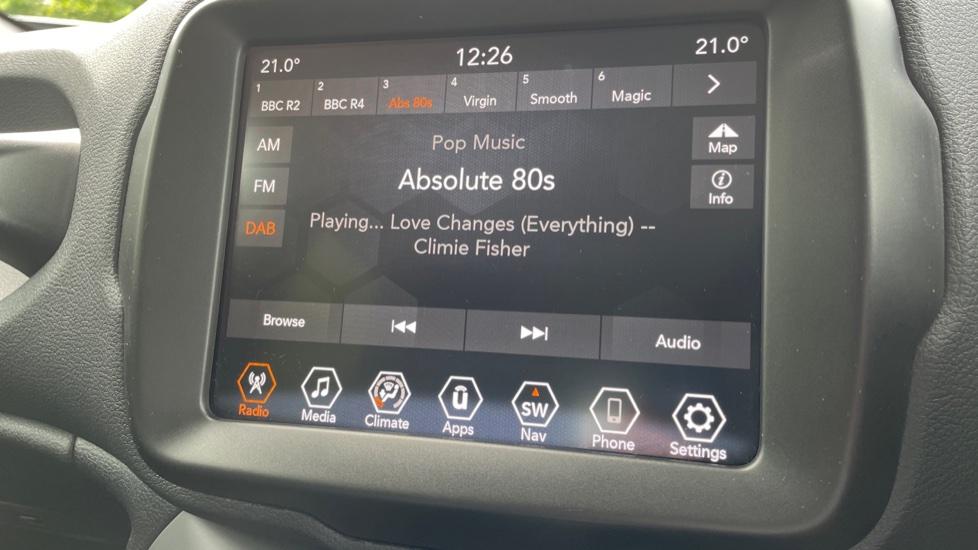 21.0° 12:26 21.0°
1 BBC R2 2 BBC R4 3 Abs 80s 4 Virgin 5 Smooth 6 Magic
AM
FM
DAB
Pop Music
Absolute 80s
Playing... Love Changes (Everything) --
Climie Fisher
Map
Info
Browse Audio
SW
Radio Media Climate Apps Nav Phone Settings